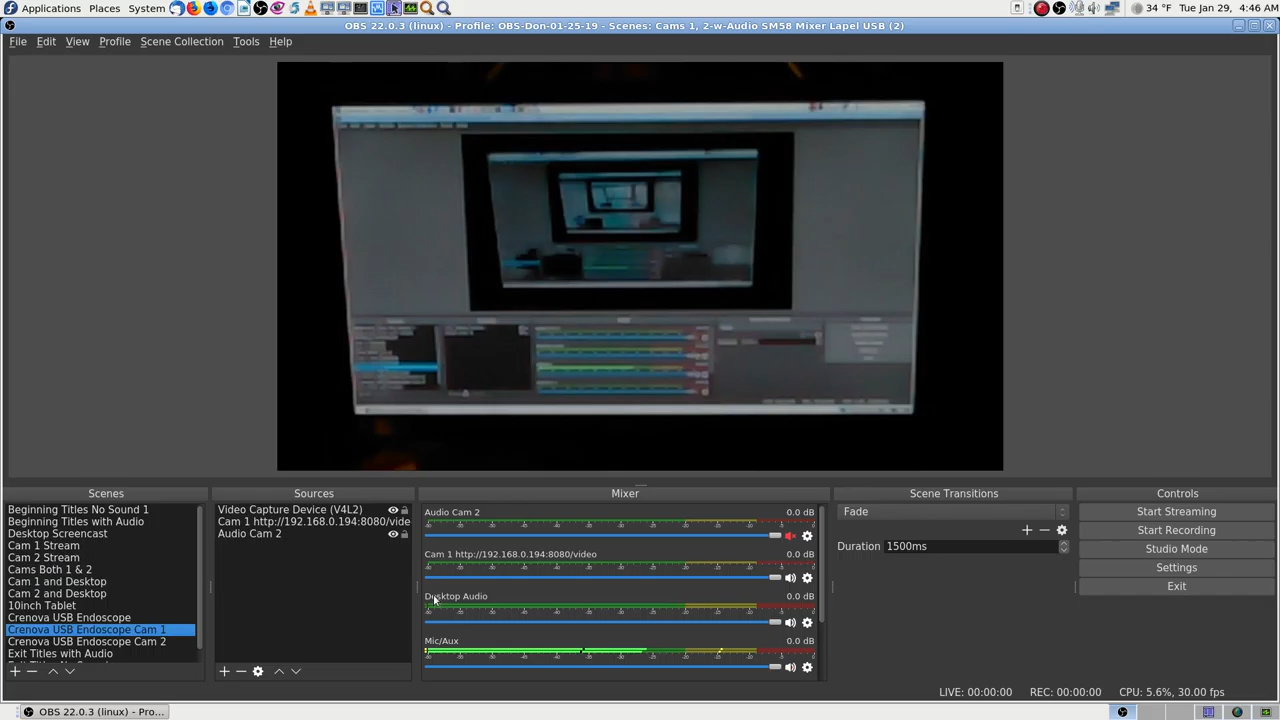 Applications Places System
34 °F Tue Jan 29, 4:46 AM
OBS 22.0.3 (linux) - Profile: OBS-Don-01-25-19 - Scenes: Cams 1, 2-w-Audio SM58 Mixer Lapel USB (2)
File Edit View Profile Scene Collection Tools Help
Scenes
Beginning Titles No Sound 1
Beginning Titles with Audio
Desktop Screencast
Cam 1 Stream
Cam 2 Stream
Cams Both 1 & 2
Cam 1 and Desktop
Cam 2 and Desktop
10inch Tablet
Crenova USB Endoscope
Crenova USB Endoscope Cam 1
Crenova USB Endoscope Cam 2
Exit Titles with Audio
Sources
Video Capture Device (V4L2)
Cam 1 http://192.168.0.194:8080/vide
Audio Cam 2
Mixer
Audio Cam 2 0.0 dB
Cam 1 http://192.168.0.194:8080/video 0.0 dB
Desktop Audio 0.0 dB
Mic/Aux 0.0 dB
Scene Transitions
Fade
Duration 1500ms
Controls
Start Streaming
Start Recording
Studio Mode
Settings
Exit
LIVE: 00:00:00 REC: 00:00:00 CPU: 5.6%, 30.00 fps
OBS 22.0.3 (linux) - Pro...